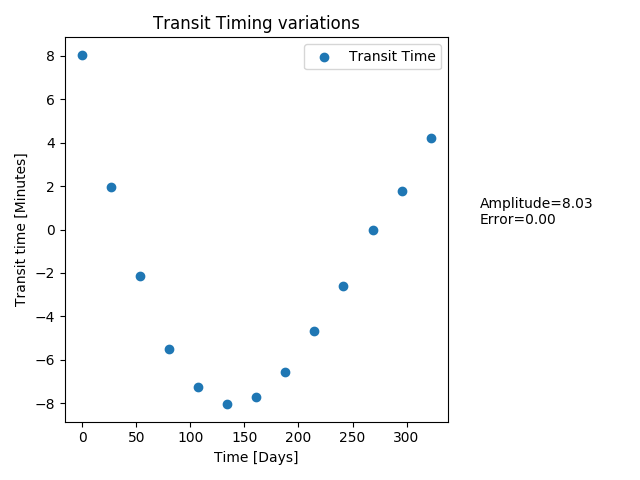 Transit Timing variations
Transit Time
Transit time [Minutes]
8
6
4
2
0
−2
−4
−6
−8
0 50 100 150 200 250 300
Time [Days]
Amplitude=8.03
Error=0.00